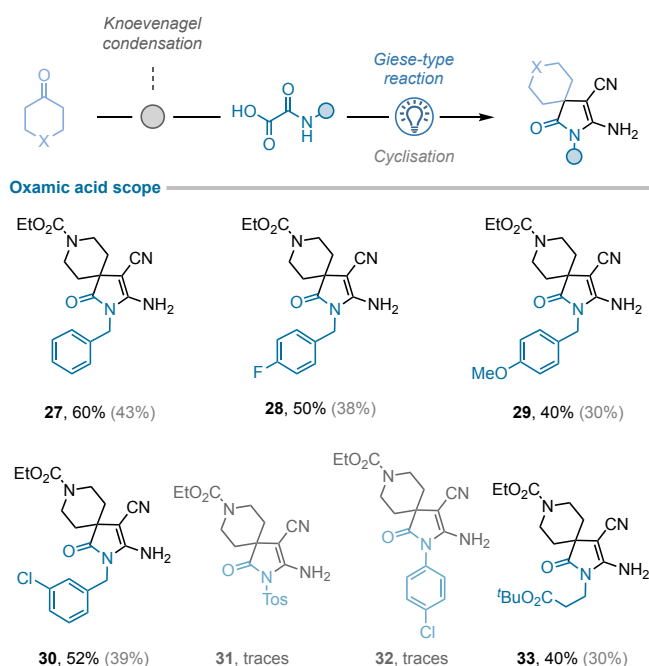 Knoevenagel
condensation
Giese-type
reaction
Cyclisation
O
X
HO
O
O
N
H
X
CN
O
N
NH2
Oxamic acid scope
EtO2C
N
CN
O
N
NH2
27, 60% (43%)
EtO2C
N
CN
O
N
NH2
F
28, 50% (38%)
EtO2C
N
CN
O
N
NH2
MeO
29, 40% (30%)
EtO2C
N
CN
O
N
NH2
Cl
30, 52% (39%)
EtO2C
N
CN
O
N
NH2
Tos
31, traces
EtO2C
N
CN
O
N
NH2
Cl
32, traces
EtO2C
N
CN
O
N
NH2
tBuO2C
33, 40% (30%)